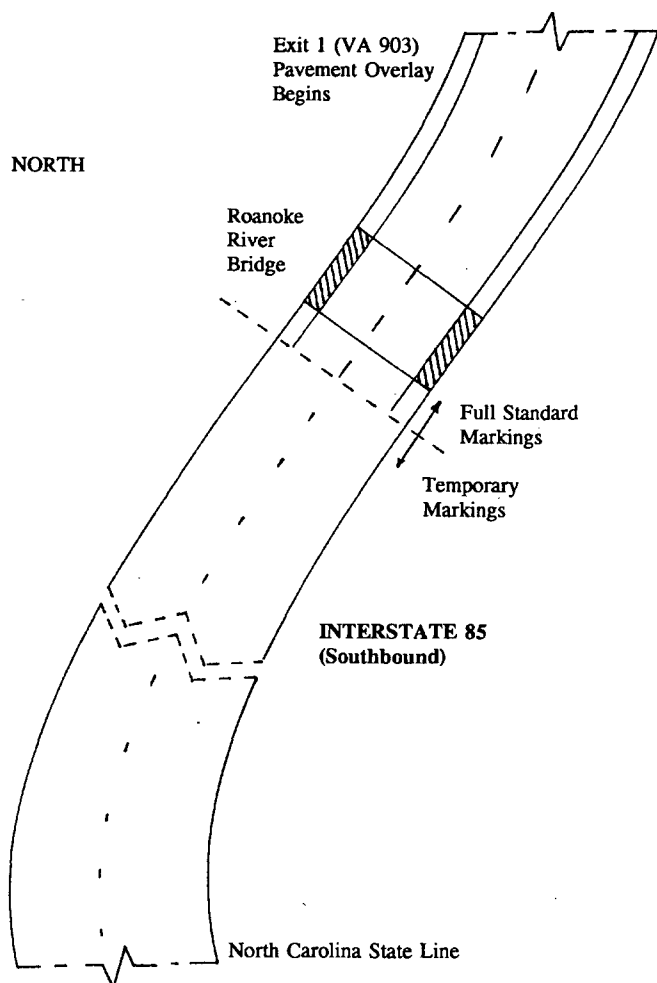 Exit 1 (VA 903)
Pavement Overlay
Begins
NORTH
Roanoke
River
Bridge
Full Standard
Markings
Temporary
Markings
INTERSTATE 85
(Southbound)
North Carolina State Line